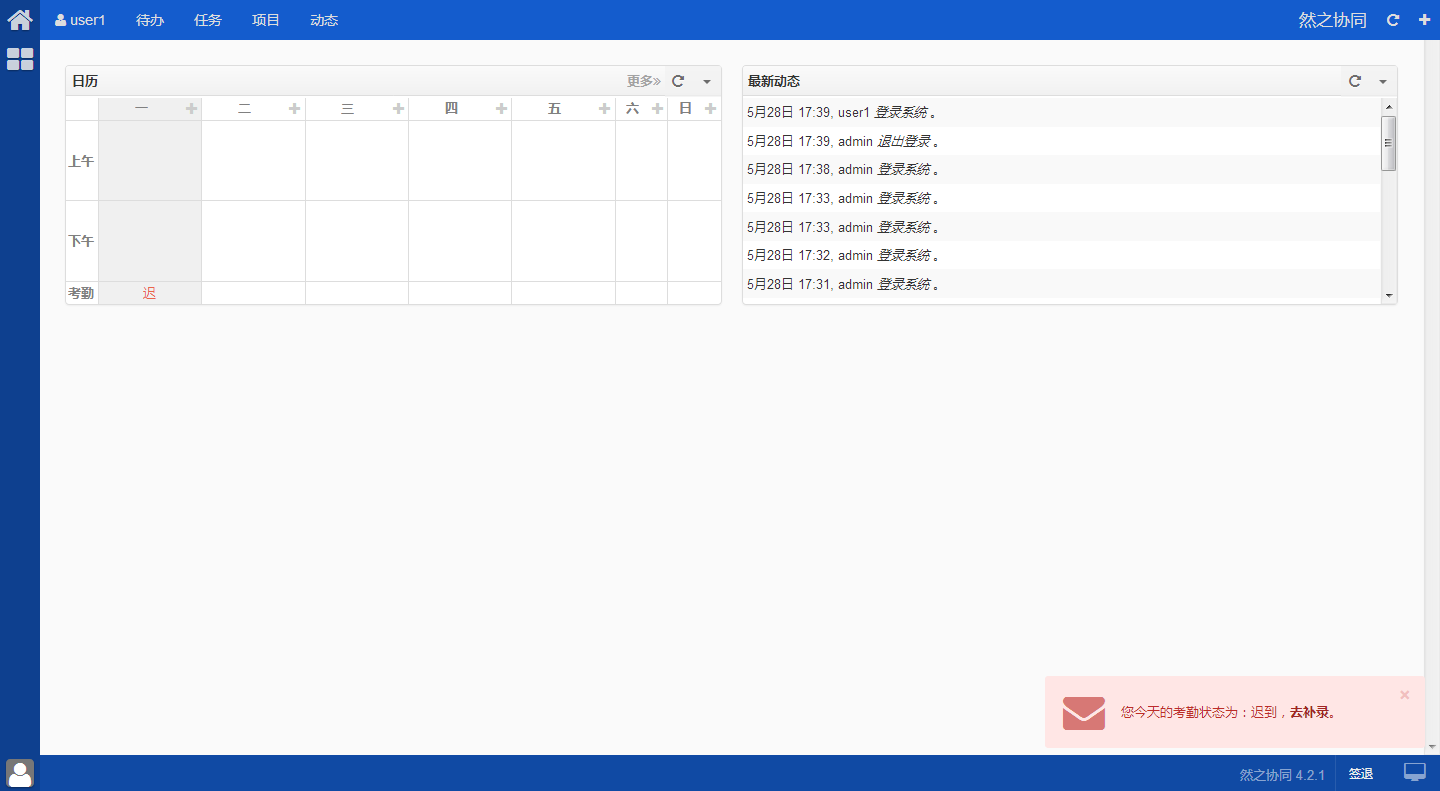 user1 待办 任务 项目 动态 然之协同
日历 更多»
一 二 三 四 五 六 日
上午
下午
考勤 迟
最新动态
5月28日 17:39, user1 登录系统 。
5月28日 17:39, admin 退出登录 。
5月28日 17:38, admin 登录系统 。
5月28日 17:33, admin 登录系统 。
5月28日 17:33, admin 登录系统 。
5月28日 17:32, admin 登录系统 。
5月28日 17:31, admin 登录系统 。
您今天的考勤状态为：迟到，去补录。
然之协同 4.2.1 签退